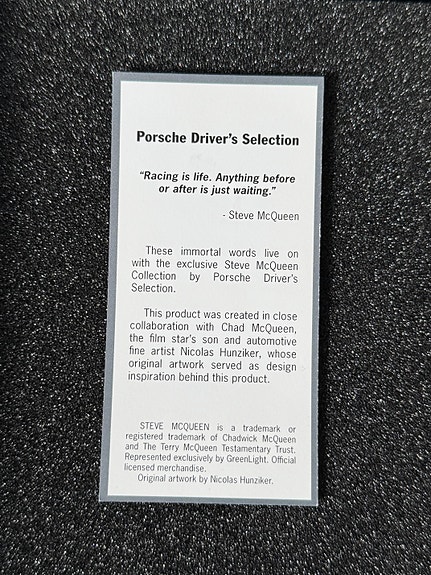 Porsche Driver's Selection
"Racing is life. Anything before
or after is just waiting."
- Steve McQueen
These immortal words live on
with the exclusive Steve McQueen
Collection by Porsche Driver's
Selection.
This product was created in close
collaboration with Chad McQueen,
the film star's son and automotive
fine artist Nicolas Hunziker, whose
original artwork served as design
inspiration behind this product.
STEVE MCQUEEN is a trademark or
registered trademark of Chadwick McQueen
and The Terry McQueen Testamentary Trust.
Represented exclusively by GreenLight. Official
licensed merchandise.
Original artwork by Nicolas Hunziker.